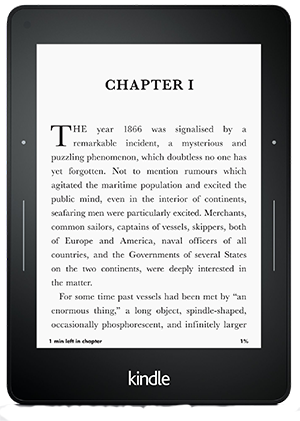 CHAPTER I
THE year 1866 was signalised by a
remarkable incident, a mysterious and
puzzling phenomenon, which doubtless no one has
yet forgotten. Not to mention rumours which
agitated the maritime population and excited the
public mind, even in the interior of continents,
seafaring men were particularly excited. Merchants,
common sailors, captains of vessels, skippers, both
of Europe and America, naval officers of all
countries, and the Governments of several States
on the two continents, were deeply interested in
the matter.
For some time past vessels had been met by “an
enormous thing,” a long object, spindle-shaped,
occasionally phosphorescent, and infinitely larger
1 min left in chapter 1%
kindle